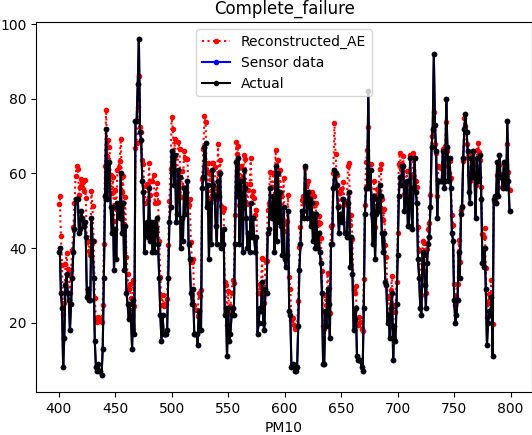 Complete_failure
Reconstructed_AE
Sensor data
Actual
100
80
60
40
20
400 450 500 550 600 650 700 750 800
PM10